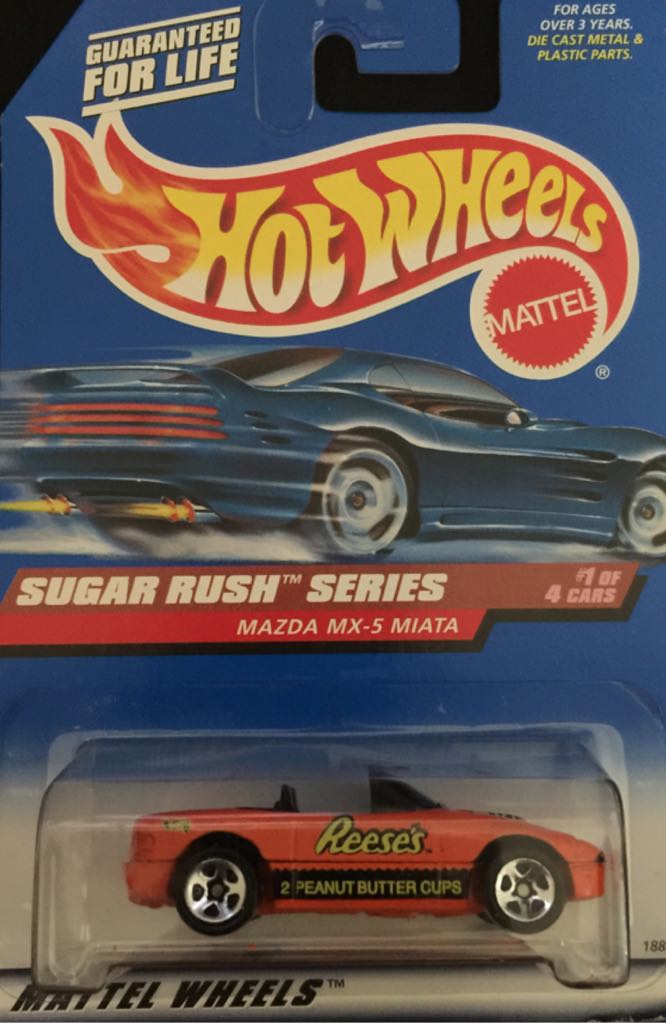 GUARANTEED
FOR LIFE
FOR AGES
OVER 3 YEARS.
DIE CAST METAL &
PLASTIC PARTS.
HOT WHEELS
MATTEL
®
SUGAR RUSH™ SERIES
#1 OF
4 CARS
MAZDA MX-5 MIATA
Reese's
2 PEANUT BUTTER CUPS
188
MATTEL WHEELS™